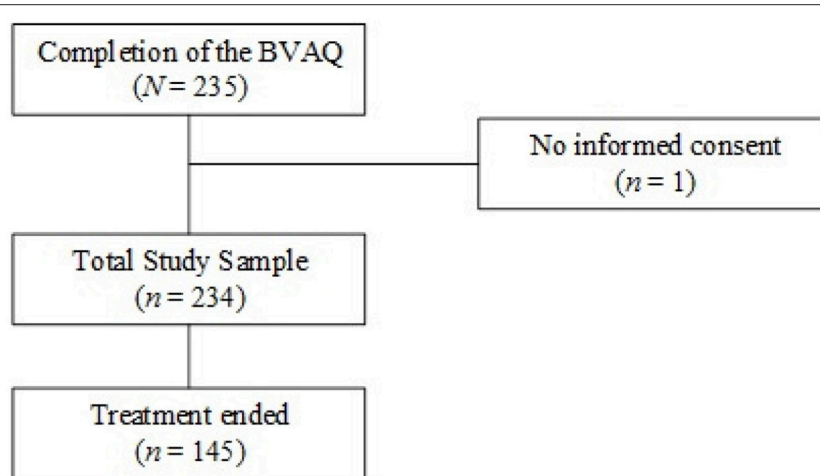 Completion of the BVAQ
(N = 235)
No informed consent
(n = 1)
Total Study Sample
(n = 234)
Treatment ended
(n = 145)